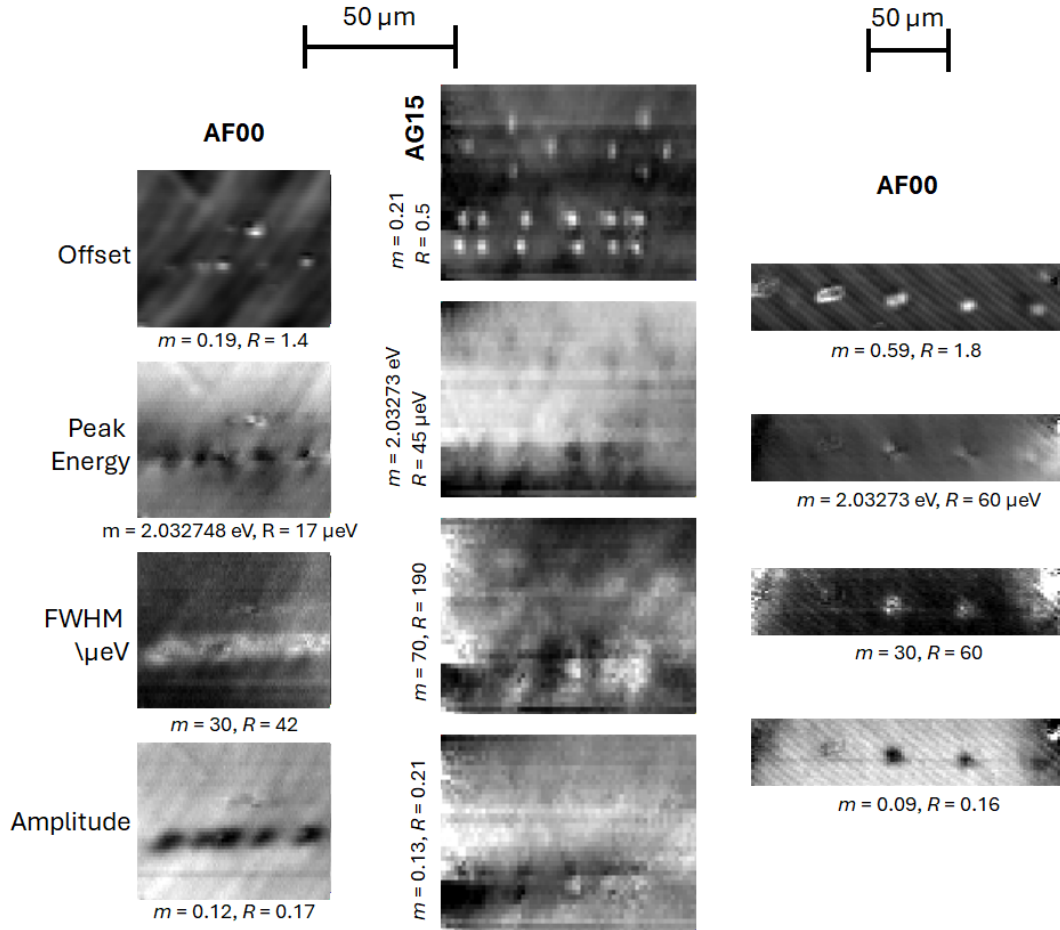 50 µm
50 µm
AF00
AG15
AF00
Offset
m = 0.19, R = 1.4
m = 0.21
R = 0.5
m = 0.59, R = 1.8
Peak
Energy
m = 2.032748 eV, R = 17 µeV
m = 2.03273 eV
R = 45 µeV
m = 2.03273 eV, R = 60 µeV
FWHM
\µeV
m = 30, R = 42
m = 70, R = 190
m = 30, R = 60
Amplitude
m = 0.12, R = 0.17
m = 0.13, R = 0.21
m = 0.09, R = 0.16